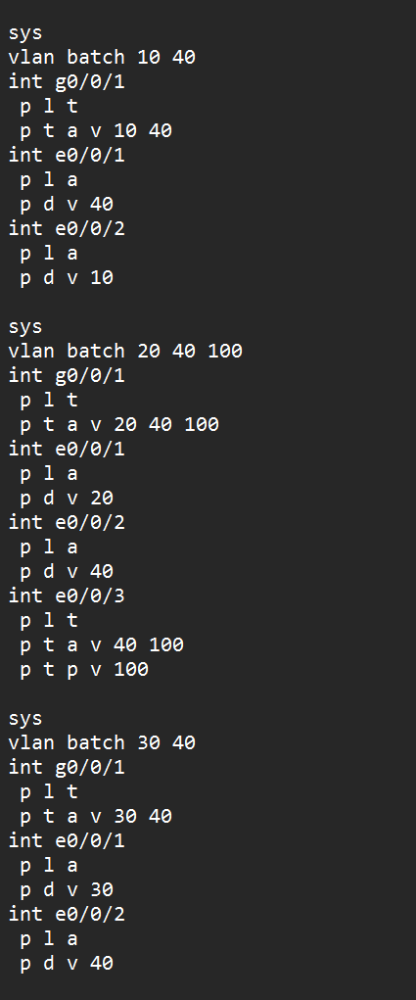 sys
vlan batch 10 40
int g0/0/1
p l t
p t a v 10 40
int e0/0/1
p l a
p d v 40
int e0/0/2
p l a
p d v 10
sys
vlan batch 20 40 100
int g0/0/1
p l t
p t a v 20 40 100
int e0/0/1
p l a
p d v 20
int e0/0/2
p l a
p d v 40
int e0/0/3
p l t
p t a v 40 100
p t p v 100
sys
vlan batch 30 40
int g0/0/1
p l t
p t a v 30 40
int e0/0/1
p l a
p d v 30
int e0/0/2
p l a
p d v 40